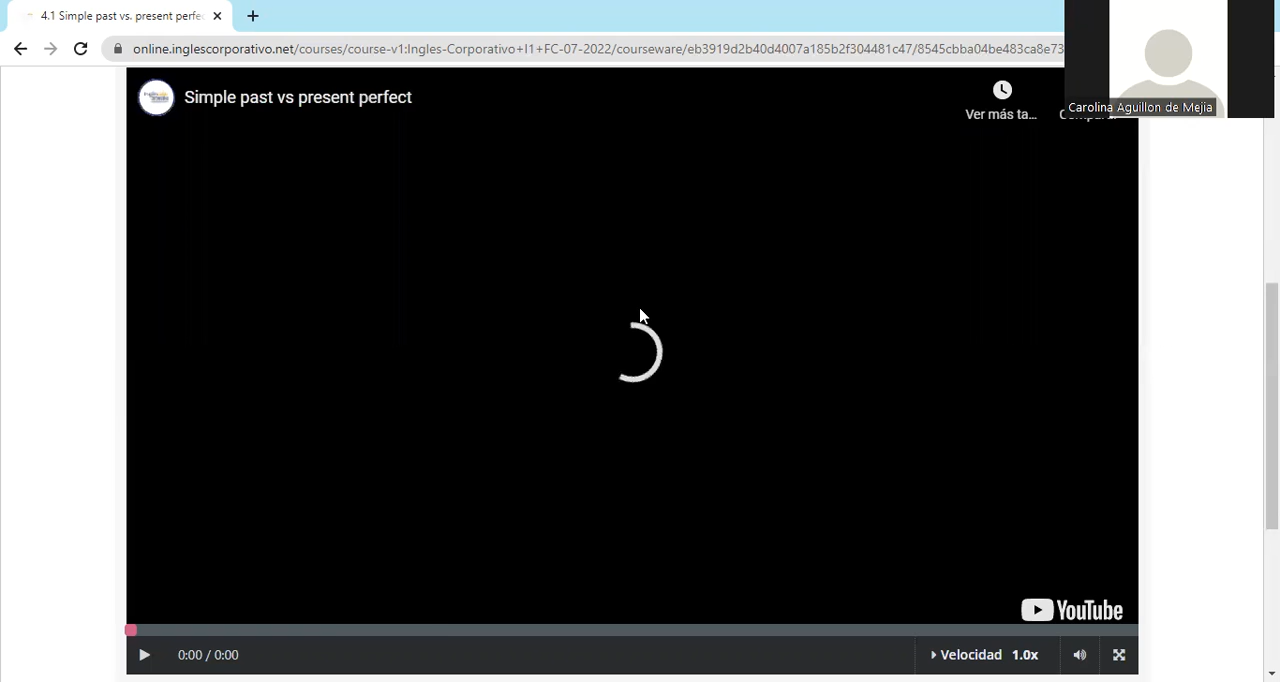 4.1 Simple past vs. present perfe
online.inglescorporativo.net/courses/course-v1:Ingles-Corporativo+I1+FC-07-2022/courseware/eb3919d2b40d4007a185b2f304481c47/8545cbba04be483ca8e73
Simple past vs present perfect
Ver más ta...
Carolina Aguillon de Mejia
YouTube
0:00 / 0:00
Velocidad 1.0x